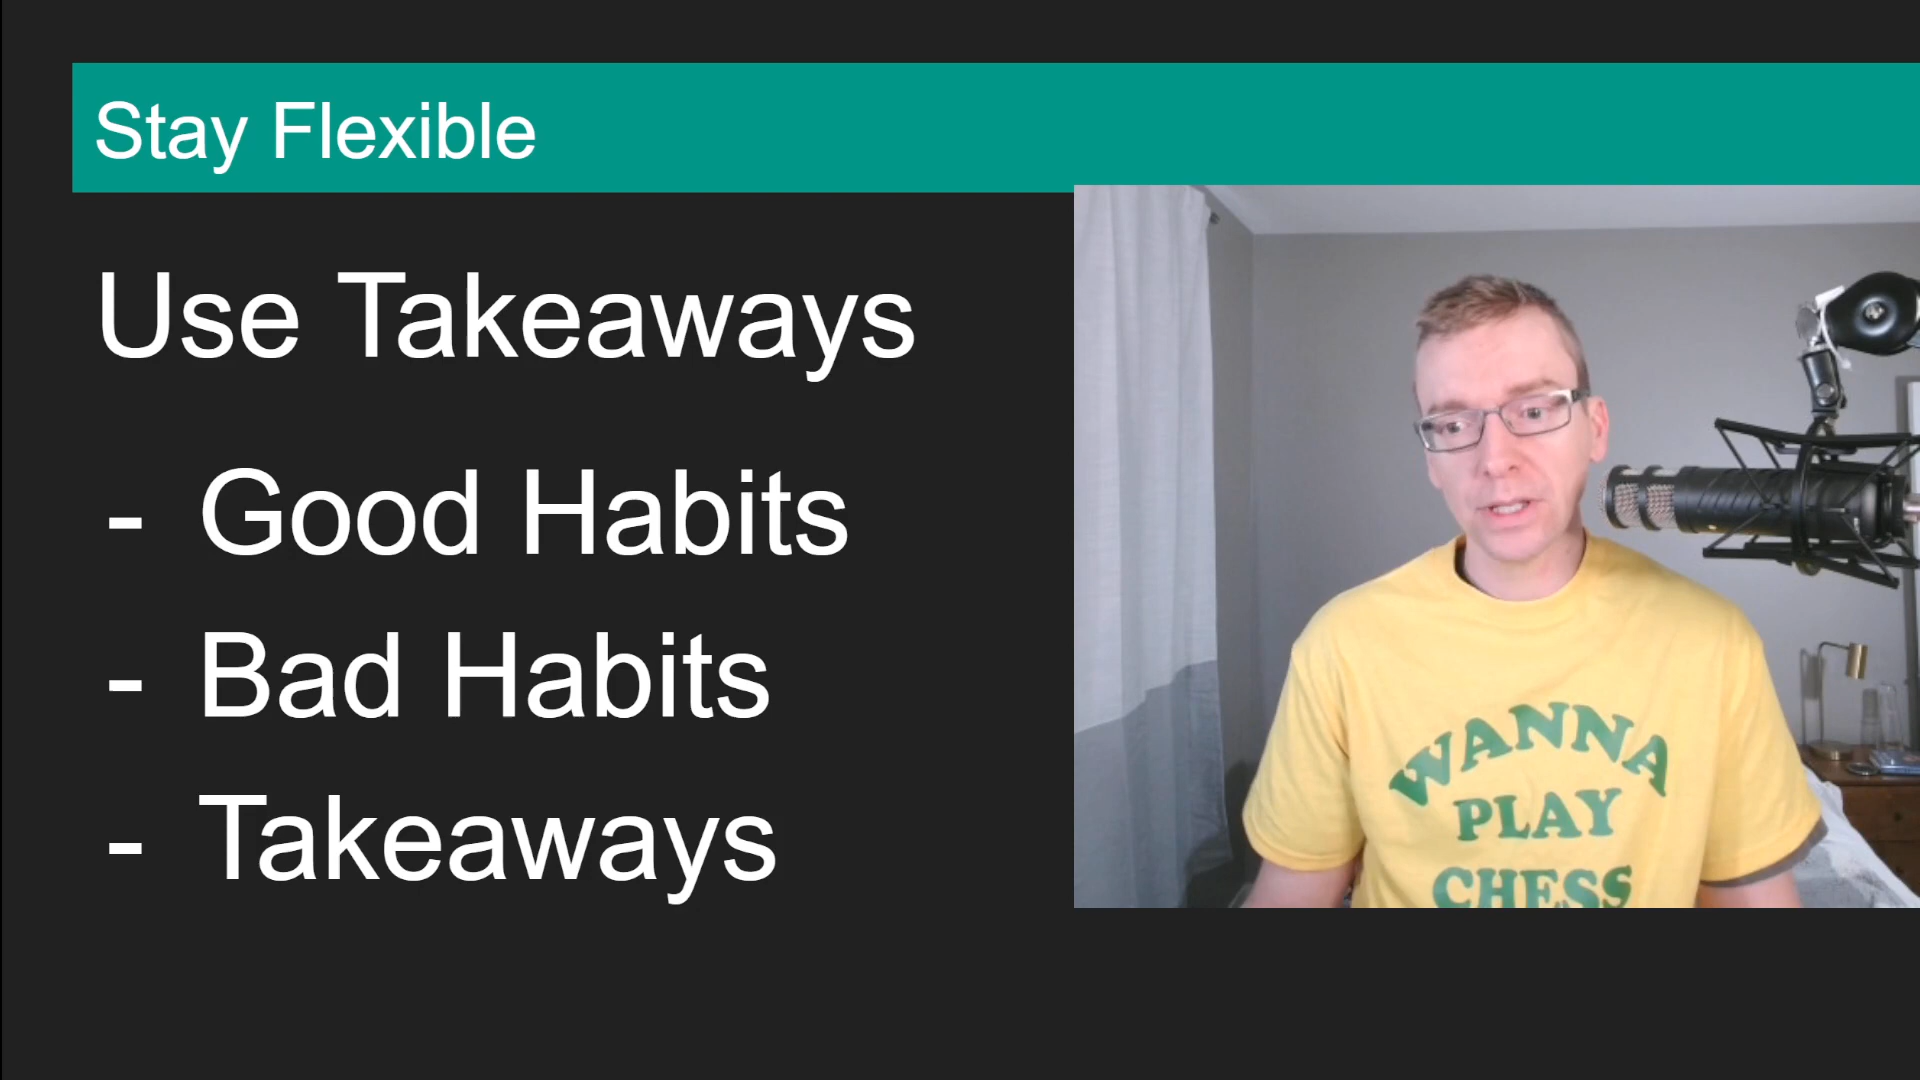 Stay Flexible
Use Takeaways
- Good Habits
- Bad Habits
- Takeaways
WANNA
PLAY
CHESS